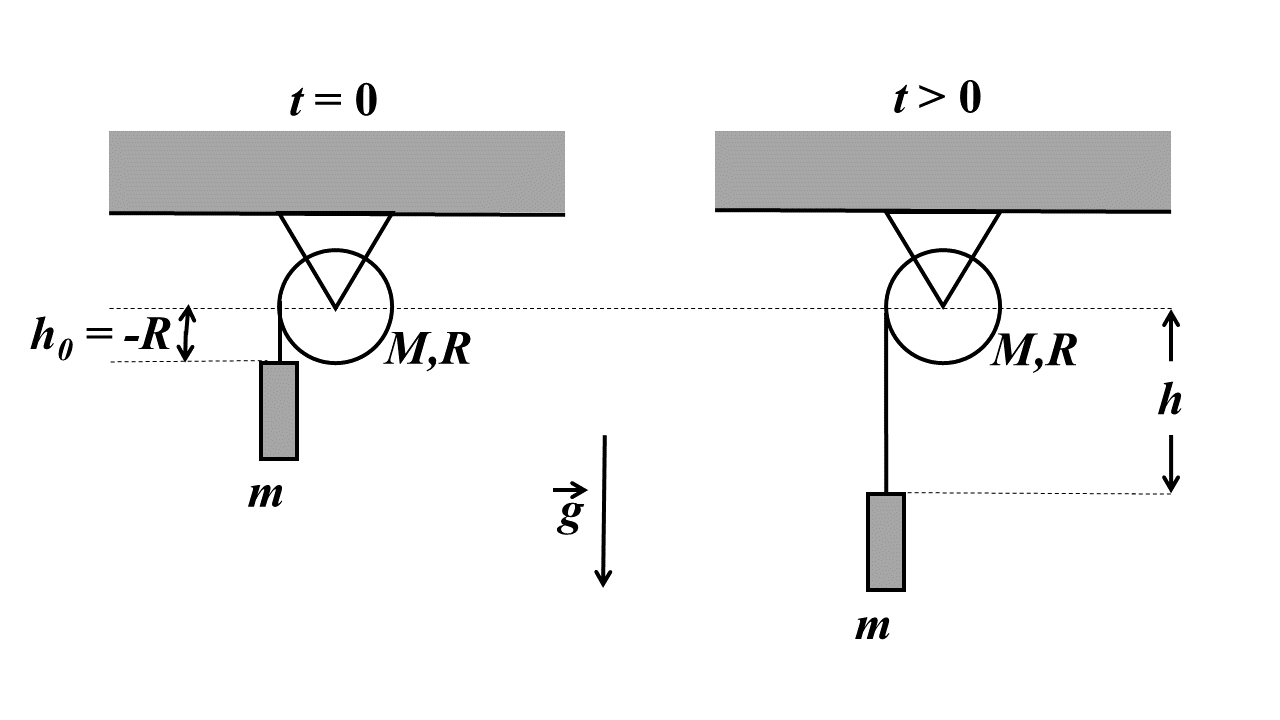 t = 0
t > 0
h₀ = -R
M,R
M,R
h
m
g⃗
m